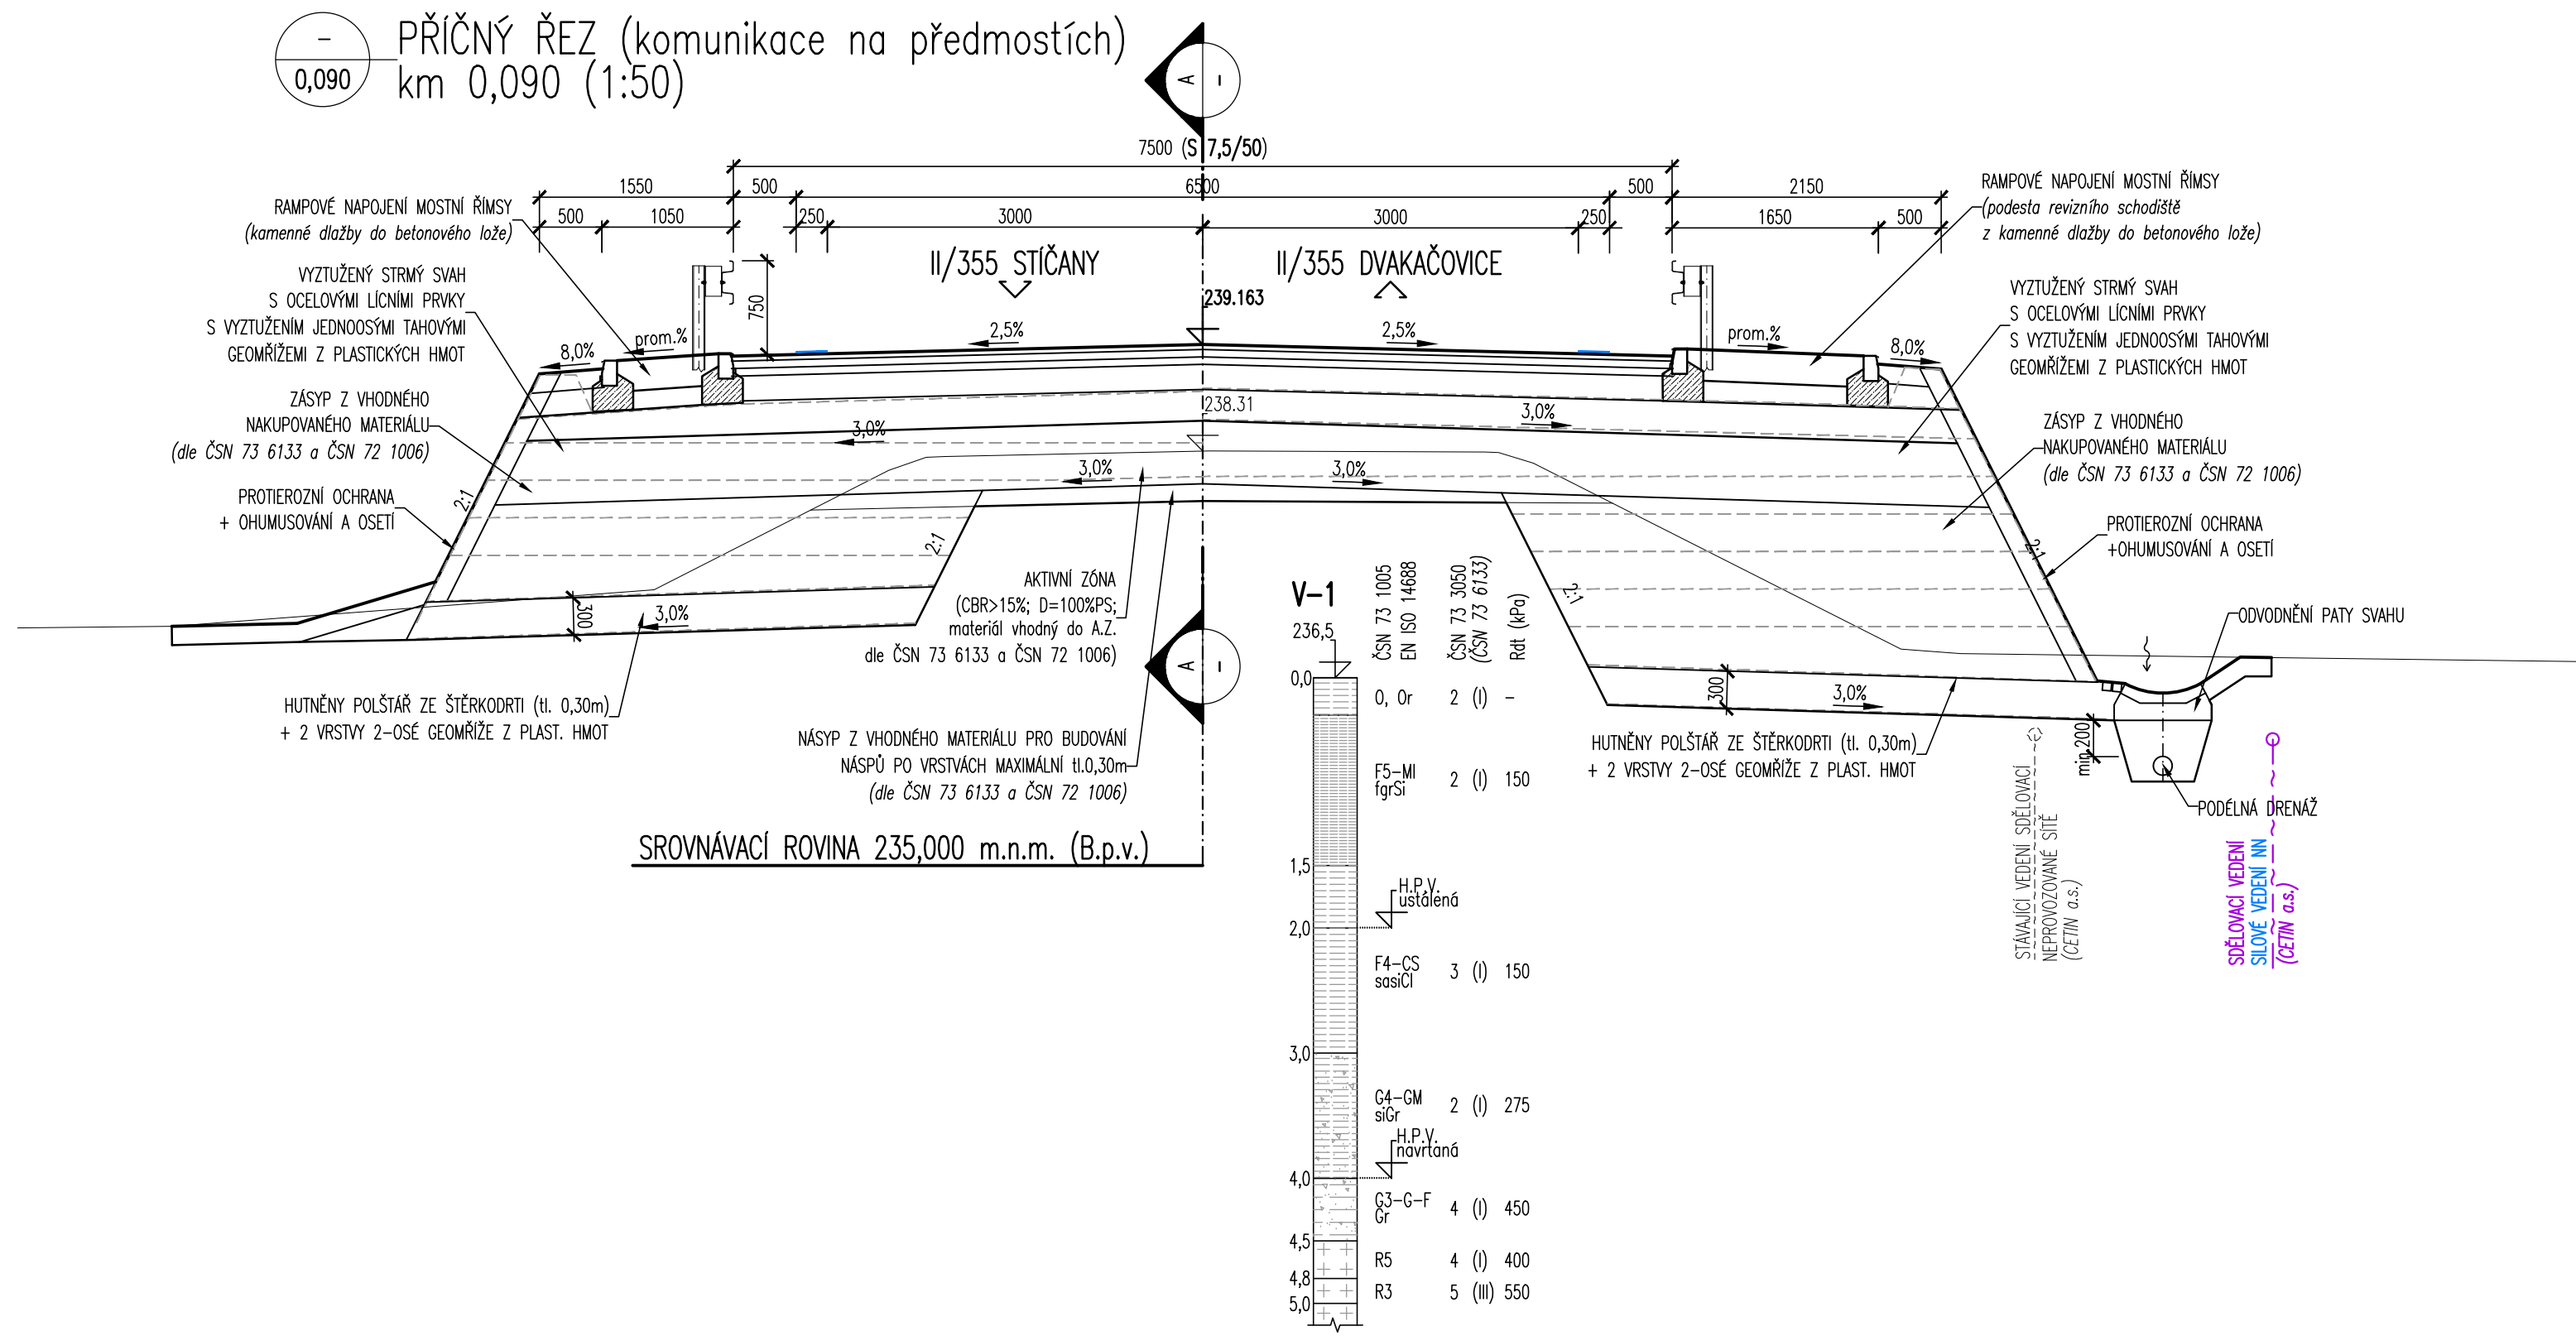 –
0,090
PŘÍČNÝ ŘEZ (komunikace na předmostích)
km 0,090 (1:50)
A
–
7500 (S 7,5/50)
1550
500
6500
500
2150
500
1050
250
3000
3000
250
1650
500
RAMPOVÉ NAPOJENÍ MOSTNÍ ŘÍMSY
(kamenné dlažby do betonového lože)
VYZTUŽENÝ STRMÝ SVAH
S OCELOVÝMI LÍCNÍMI PRVKY
S VYZTUŽENÍM JEDNOOSÝMI TAHOVÝMI
GEOMŘÍŽEMI Z PLASTICKÝCH HMOT
ZÁSYP Z VHODNÉHO
NAKUPOVANÉHO MATERIÁLU
(dle ČSN 73 6133 a ČSN 72 1006)
PROTIEROZNÍ OCHRANA
+ OHUMUSOVÁNÍ A OSETÍ
II/355 STÍČANY
II/355 DVAKAČOVICE
750
239.163
2,5%
2,5%
8,0%
prom.%
prom.%
8,0%
238.31
3,0%
3,0%
3,0%
3,0%
2:1
2:1
2:1
2:1
300
3,0%
300
3,0%
RAMPOVÉ NAPOJENÍ MOSTNÍ ŘÍMSY
(podesta revizního schodiště
z kamenné dlažby do betonového lože)
VYZTUŽENÝ STRMÝ SVAH
S OCELOVÝMI LÍCNÍMI PRVKY
S VYZTUŽENÍM JEDNOOSÝMI TAHOVÝMI
GEOMŘÍŽEMI Z PLASTICKÝCH HMOT
ZÁSYP Z VHODNÉHO
NAKUPOVANÉHO MATERIÁLU
(dle ČSN 73 6133 a ČSN 72 1006)
PROTIEROZNÍ OCHRANA
+OHUMUSOVÁNÍ A OSETÍ
ODVODNĚNÍ PATY SVAHU
AKTIVNÍ ZÓNA
(CBR>15%; D=100%PS;
materiál vhodný do A.Z.
dle ČSN 73 6133 a ČSN 72 1006)
A
–
HUTNĚNY POLŠTÁŘ ZE ŠTĚRKODRTI (tl. 0,30m)
+ 2 VRSTVY 2-OSÉ GEOMŘÍŽE Z PLAST. HMOT
NÁSYP Z VHODNÉHO MATERIÁLU PRO BUDOVÁNÍ
NÁSPŮ PO VRSTVÁCH MAXIMÁLNÍ tl.0,30m
(dle ČSN 73 6133 a ČSN 72 1006)
HUTNĚNY POLŠTÁŘ ZE ŠTĚRKODRTI (tl. 0,30m)
+ 2 VRSTVY 2-OSÉ GEOMŘÍŽE Z PLAST. HMOT
min.200
PODÉLNÁ DRENÁŽ
STÁVAJÍCÍ VEDENÍ SDĚLOVACÍ
NEPROVOZOVANÉ SÍTĚ
(CETIN a.s.)
SDĚLOVACÍ VEDENÍ
SILOVÉ VEDENÍ NN
(CETIN a.s.)
SROVNÁVACÍ ROVINA 235,000 m.n.m. (B.p.v.)
V-1
236,5
ČSN 73 1005
EN ISO 14688
ČSN 73 3050
(ČSN 73 6133)
Rdt (kPa)
0,0
O, Or 2 (I) –
F5-MI 2 (I) 150
fgrSi
1,5
H.P.V.
ustálená
2,0
F4-CS 3 (I) 150
sasiCl
3,0
G4-GM 2 (I) 275
siGr
H.P.V.
navrtaná
4,0
G3-G-F 4 (I) 450
Gr
4,5
R5 4 (I) 400
4,8
R3 5 (III) 550
5,0